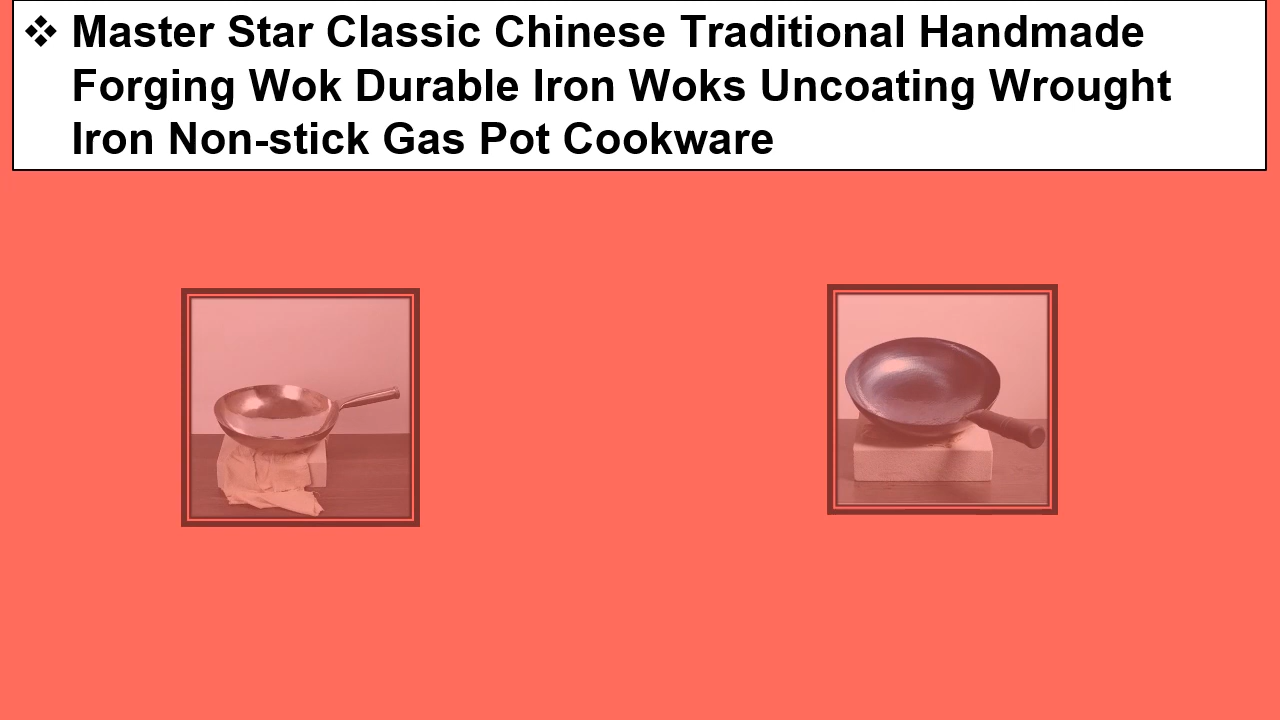 ❖ Master Star Classic Chinese Traditional Handmade
Forging Wok Durable Iron Woks Uncoating Wrought
Iron Non-stick Gas Pot Cookware